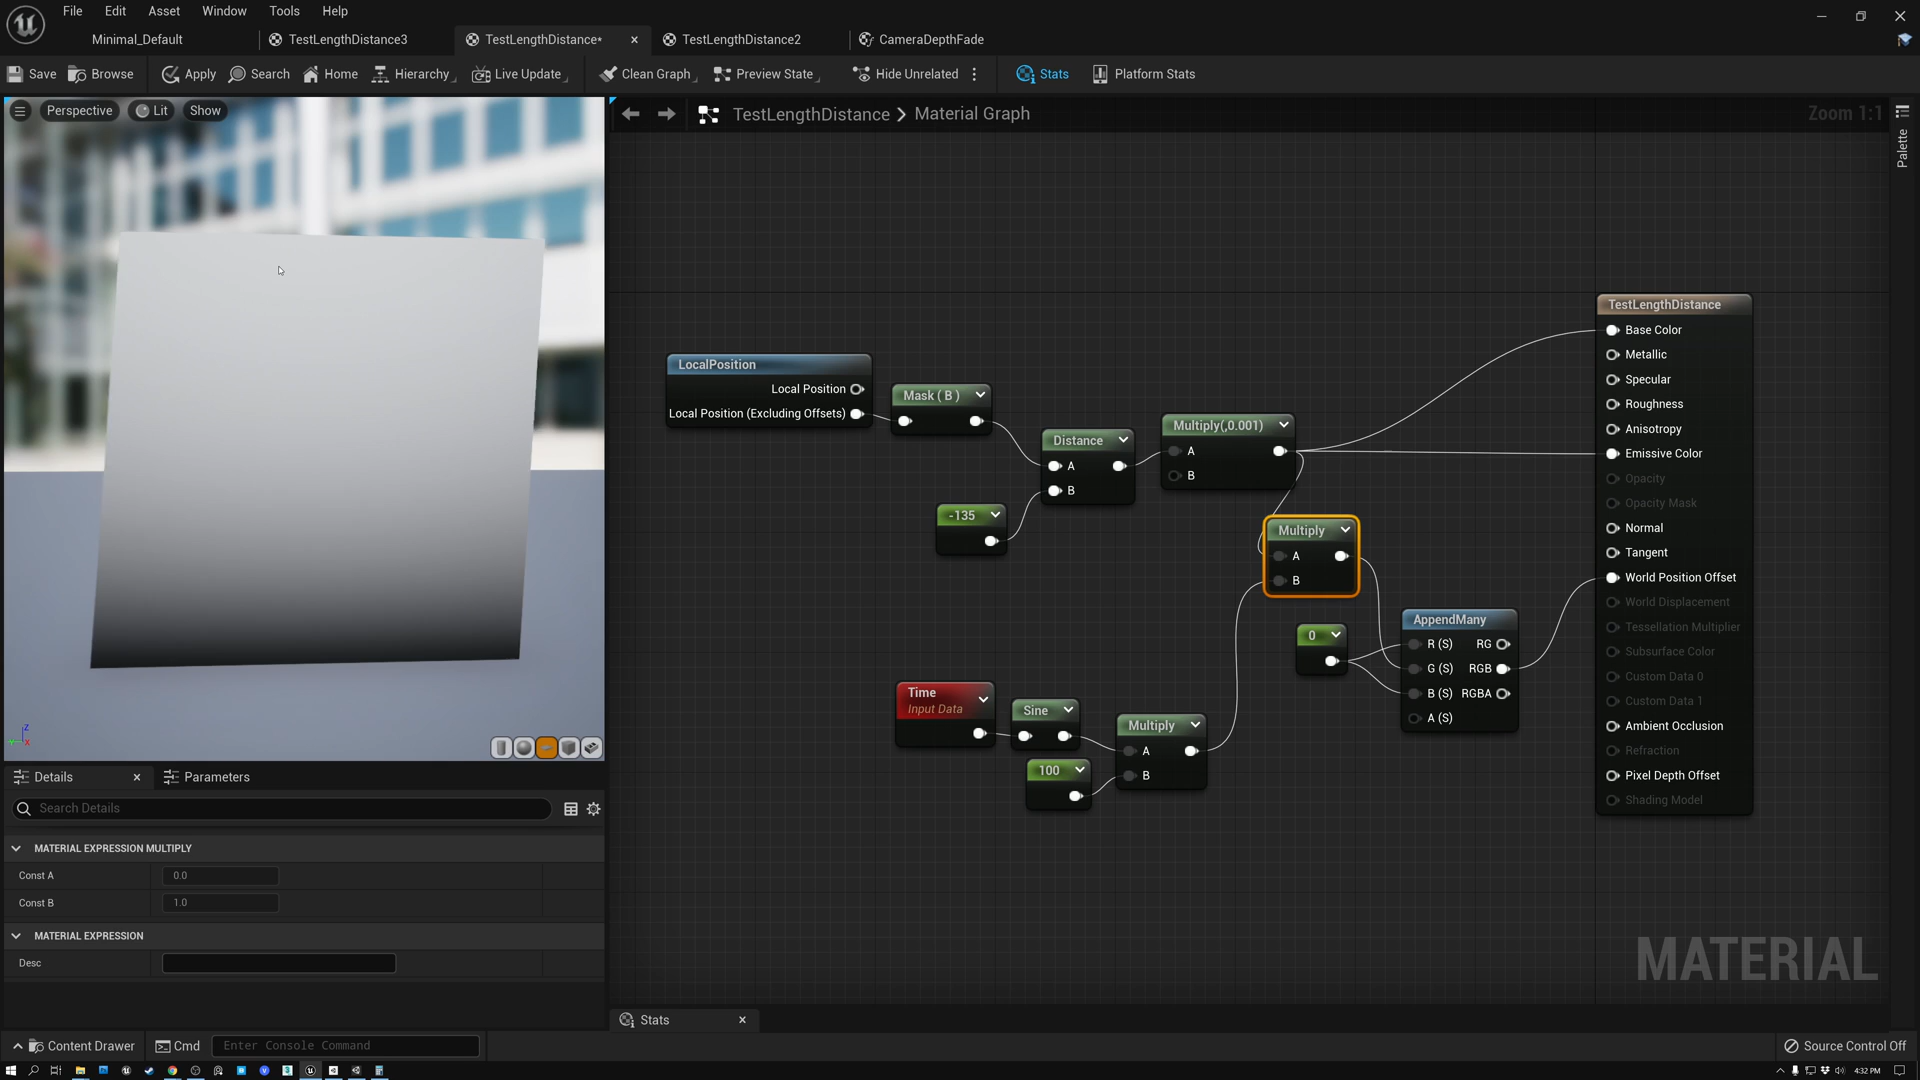 File Edit Asset Window Tools Help
Minimal_Default TestLengthDistance3 TestLengthDistance* TestLengthDistance2 CameraDepthFade
Save Browse Apply Search Home Hierarchy Live Update Clean Graph Preview State Hide Unrelated Stats Platform Stats
Perspective Lit Show
TestLengthDistance > Material Graph
Zoom 1:1
Palette
LocalPosition
Local Position
Local Position (Excluding Offsets)
Mask ( B )
Distance
A
B
-135
Multiply(,0.001)
A
B
Multiply
A
B
0
Time
Input Data
Sine
100
Multiply
A
B
AppendMany
R (S) RG
G (S) RGB
B (S) RGBA
A (S)
TestLengthDistance
Base Color
Metallic
Specular
Roughness
Anisotropy
Emissive Color
Opacity
Opacity Mask
Normal
Tangent
World Position Offset
World Displacement
Tessellation Multiplier
Subsurface Color
Custom Data 0
Custom Data 1
Ambient Occlusion
Refraction
Pixel Depth Offset
Shading Model
MATERIAL
Z
Y X
Details Parameters
Search Details
MATERIAL EXPRESSION MULTIPLY
Const A 0.0
Const B 1.0
MATERIAL EXPRESSION
Desc
Stats
Content Drawer Cmd Enter Console Command
Source Control Off
4:32 PM